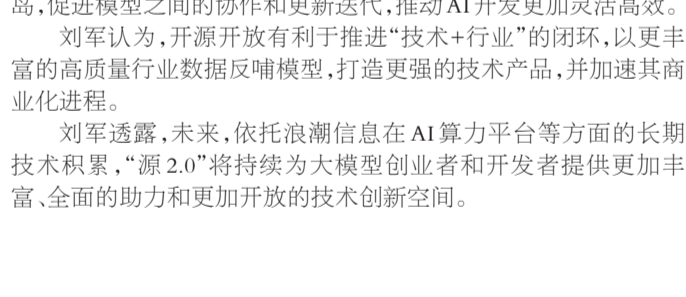 岛,促进模型之间的协作和更新迭代,推动AI开发更加灵活高效。
刘军认为,开源开放有利于推进“技术+行业”的闭环,以更丰
富的高质量行业数据反哺模型,打造更强的技术产品,并加速其商
业化进程。
刘军透露,未来,依托浪潮信息在AI算力平台等方面的长期
技术积累,“源2.0”将持续为大模型创业者和开发者提供更加丰
富、全面的助力和更加开放的技术创新空间。